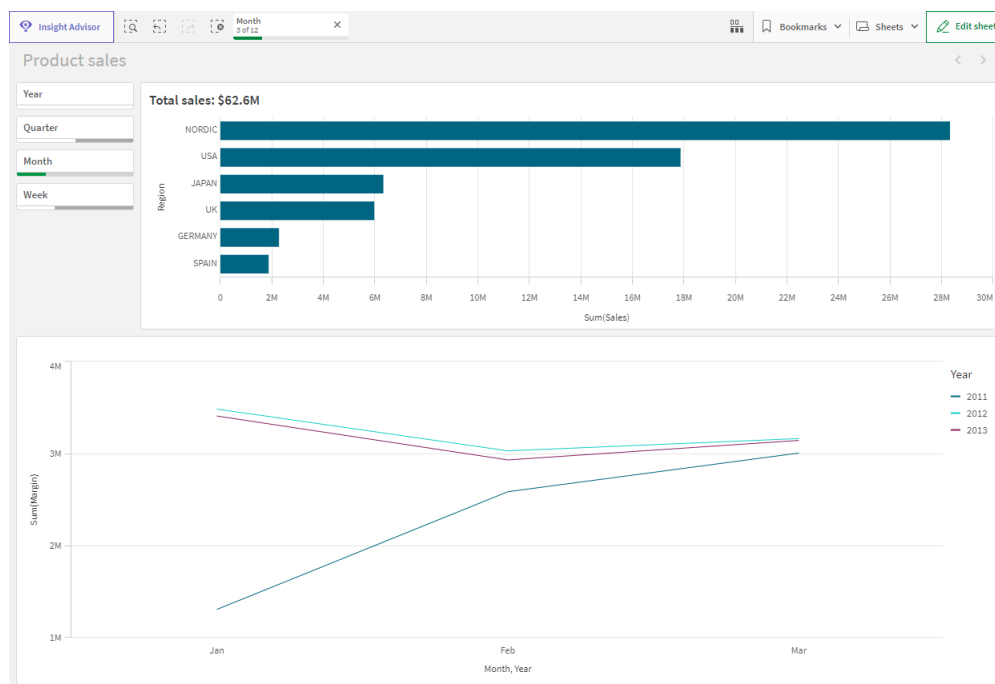 Insight Advisor
Month
3 of 12
Bookmarks
Sheets
Edit sheet
Product sales
Year
Quarter
Month
Week
Total sales: $62.6M
Region
NORDIC
USA
JAPAN
UK
GERMANY
SPAIN
0 2M 4M 6M 8M 10M 12M 14M 16M 18M 20M 22M 24M 26M 28M 30M
Sum(Sales)
Sum(Margin)
4M
3M
2M
1M
Jan Feb Mar
Month, Year
Year
2011
2012
2013